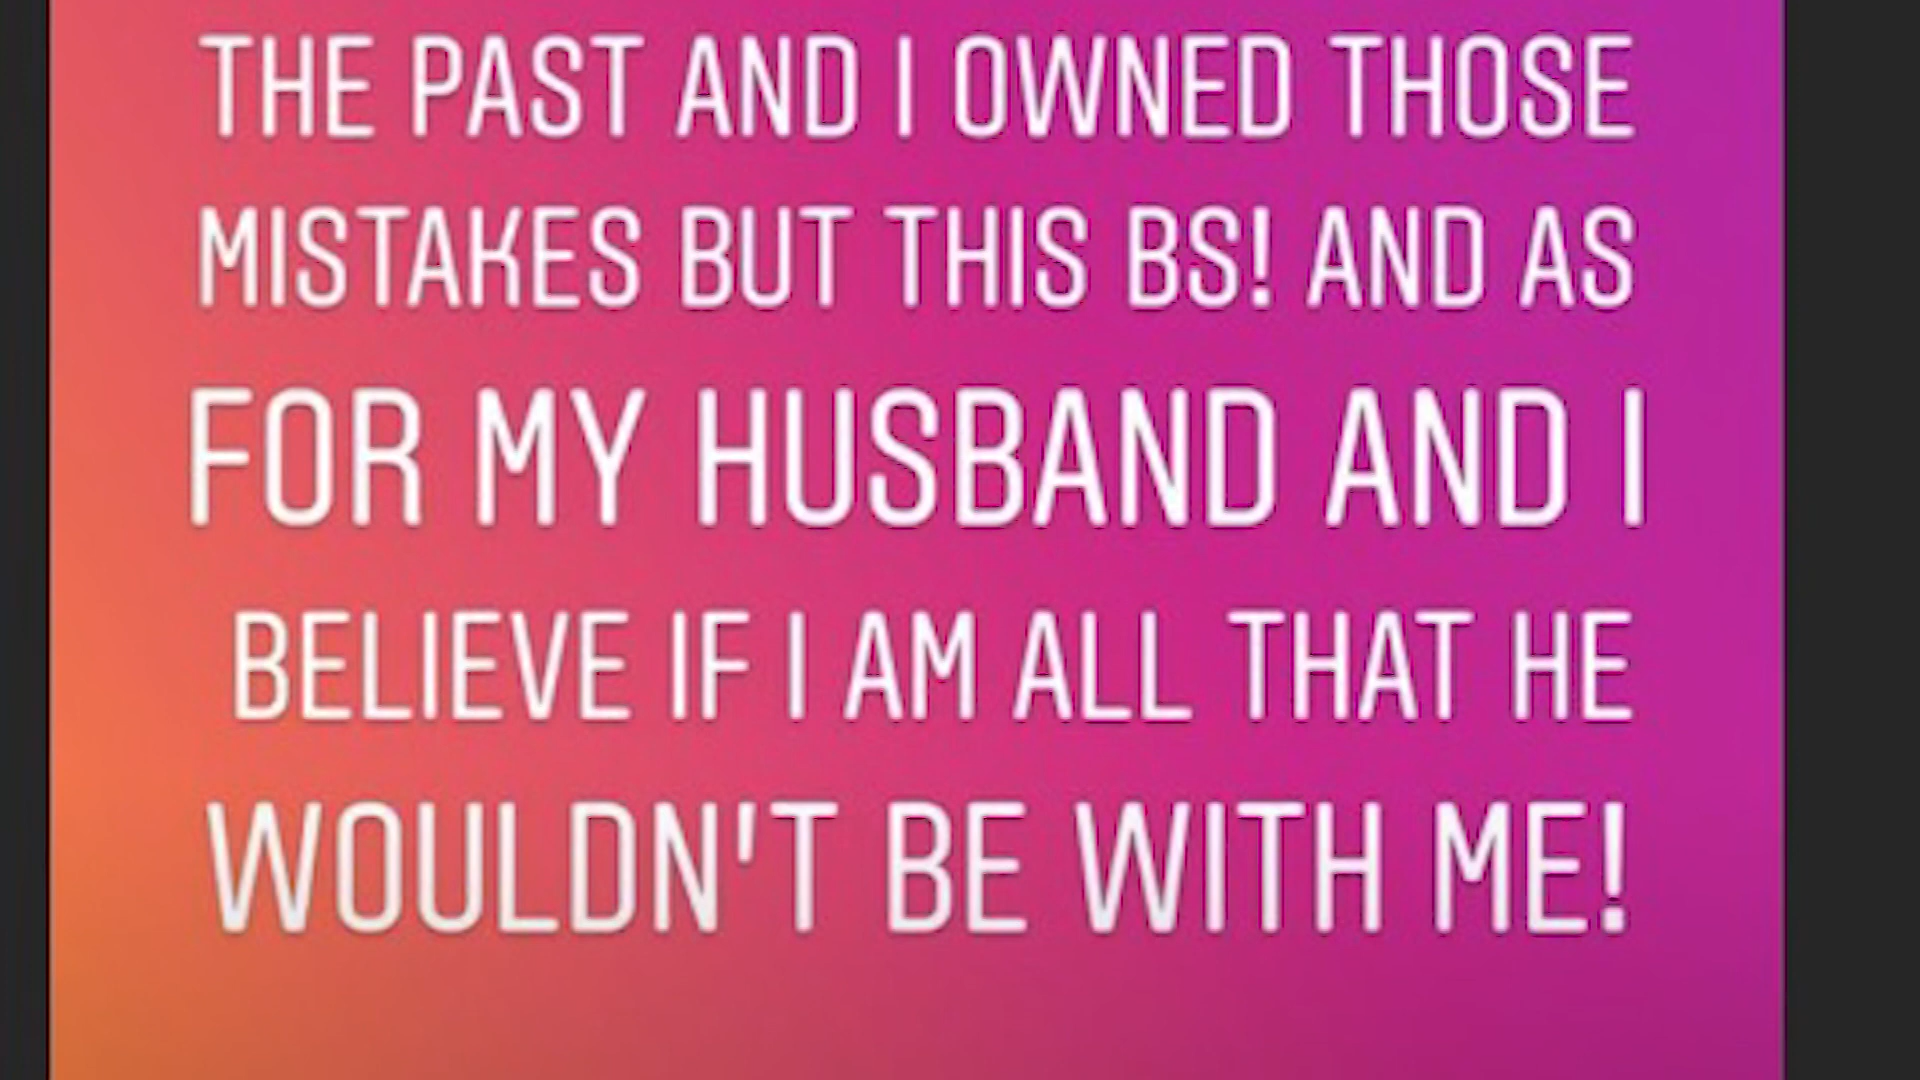 THE PAST AND I OWNED THOSE
MISTAKES BUT THIS BS! AND AS
FOR MY HUSBAND AND I
BELIEVE IF I AM ALL THAT HE
WOULDN'T BE WITH ME!